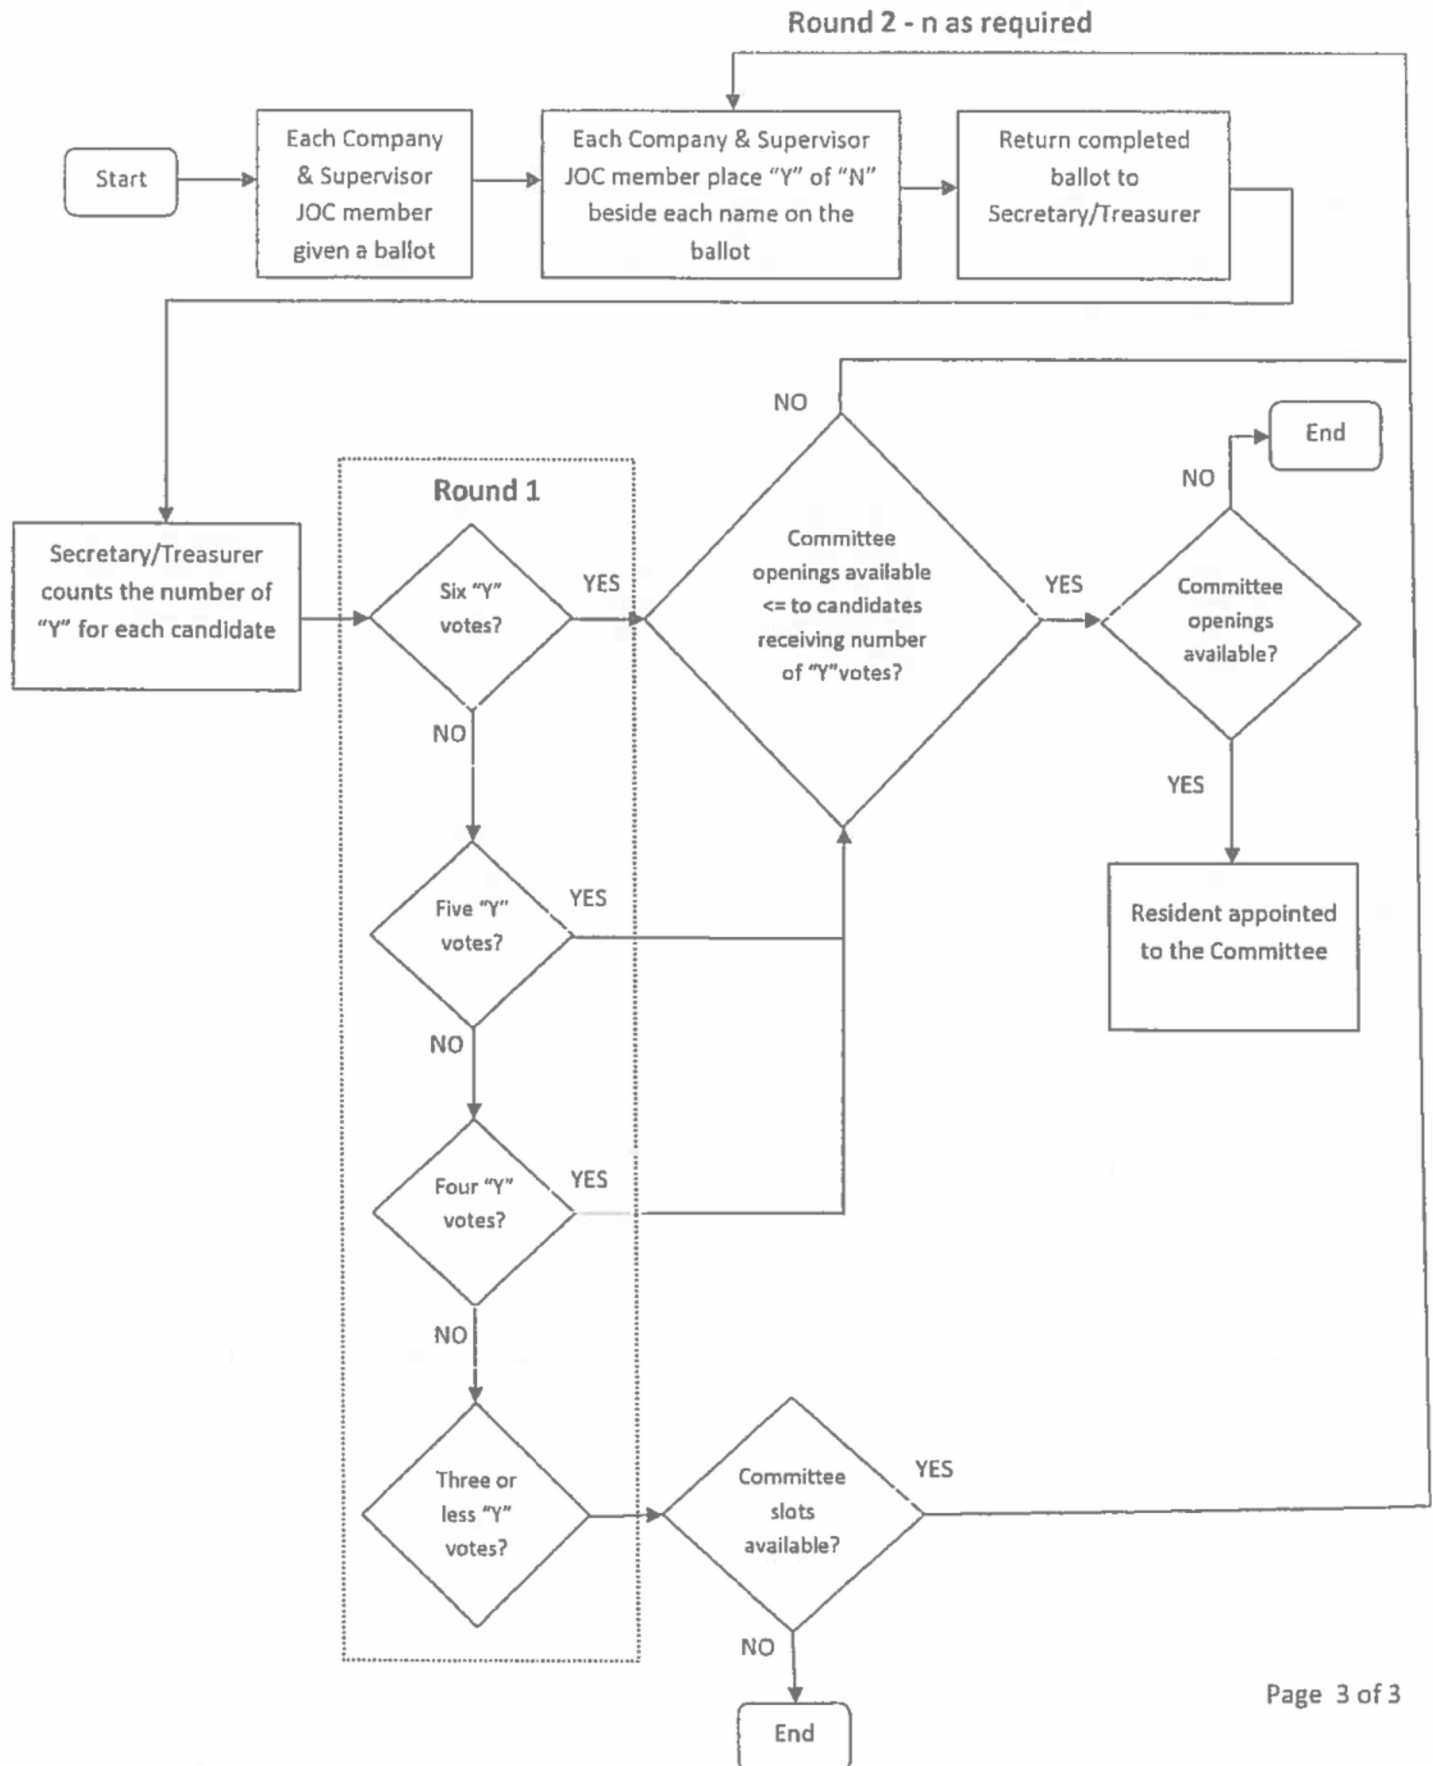 Round 2 - n as required
Start
Each Company
& Supervisor
JOC member
given a ballot
Each Company & Supervisor
JOC member place “Y” of “N”
beside each name on the
ballot
Return completed
ballot to
Secretary/Treasurer
Secretary/Treasurer
counts the number of
“Y” for each candidate
Round 1
Six “Y”
votes?
YES
NO
Committee
openings available
<= to candidates
receiving number
of “Y”votes?
NO
YES
Committee
openings
available?
NO
End
YES
Resident appointed
to the Committee
Five “Y”
votes?
YES
NO
Four “Y”
votes?
YES
NO
Three or
less “Y”
votes?
Committee
slots
available?
YES
NO
End
Page 3 of 3